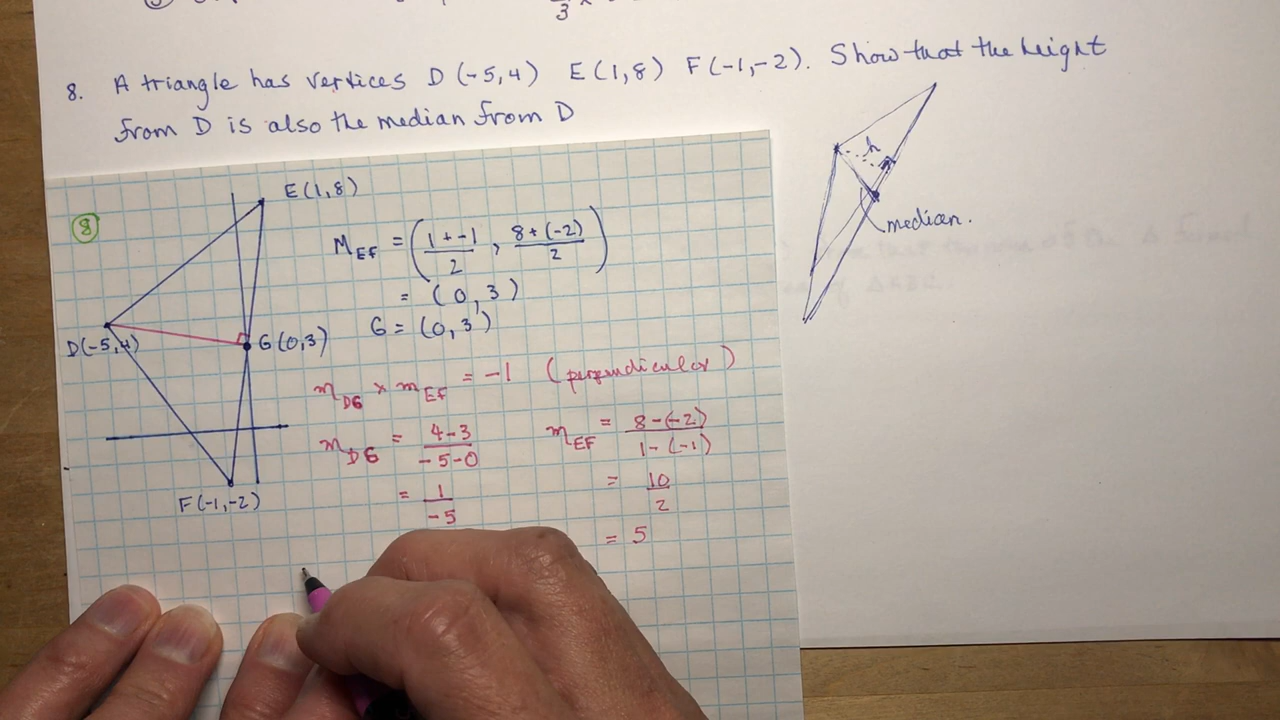 8. A triangle has vertices D (-5,4) E (1,8) F (-1,-2). Show that the height
from D is also the median from D
h
median.
8
E (1,8)
D(-5,4)
G (0,3)
F (-1,-2)
M_EF = (1+-1/2, 8+(-2)/2)
= (0,3)
G = (0,3)
m_DG × m_EF = -1 (perpendicular)
m_DG = 4-3/-5-0
= 1/-5
m_EF = 8-(-2)/1-(-1)
= 10/2
= 5